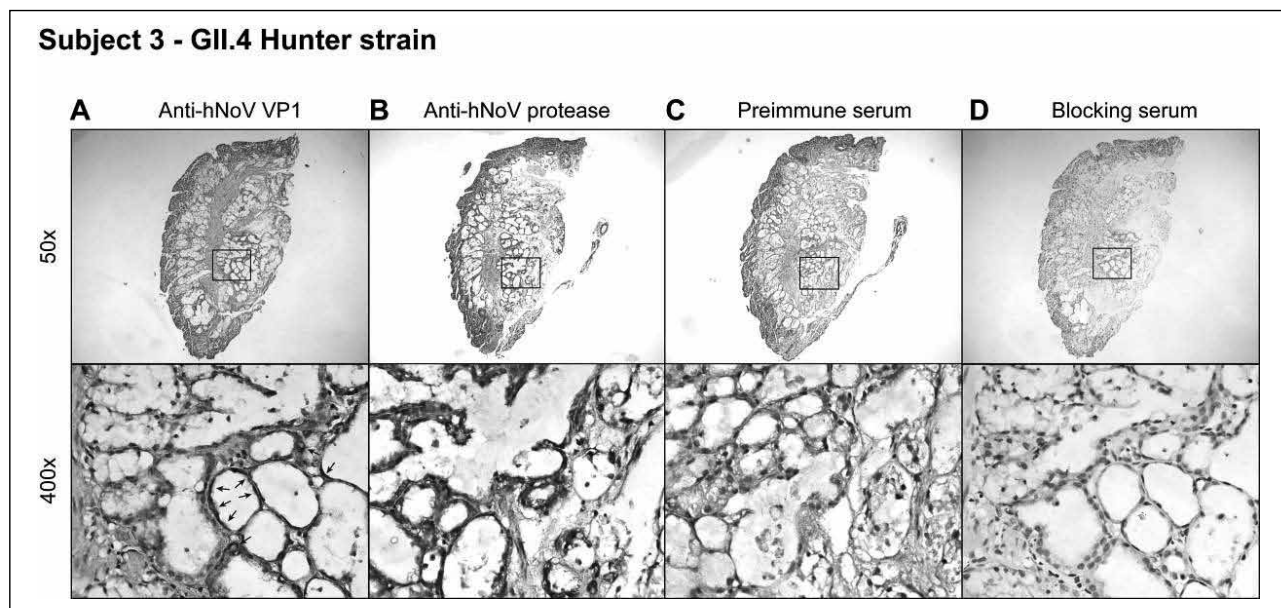 Subject 3 - GII.4 Hunter strain
A Anti-hNoV VP1 B Anti-hNoV protease C Preimmune serum D Blocking serum
50x
400x